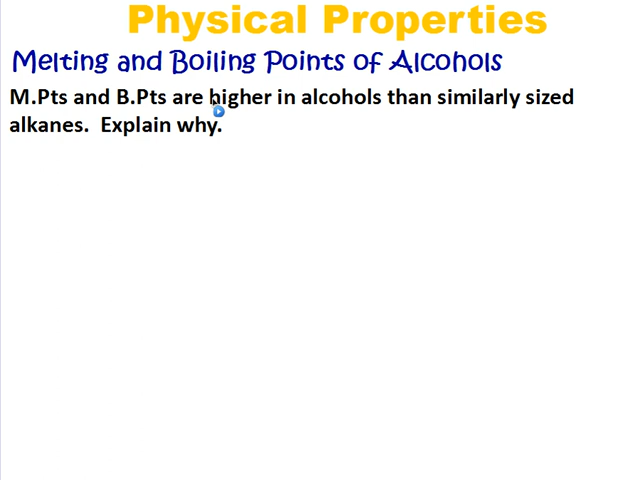 Physical Properties
Melting and Boiling Points of Alcohols
M.Pts and B.Pts are higher in alcohols than similarly sized
alkanes.  Explain why.